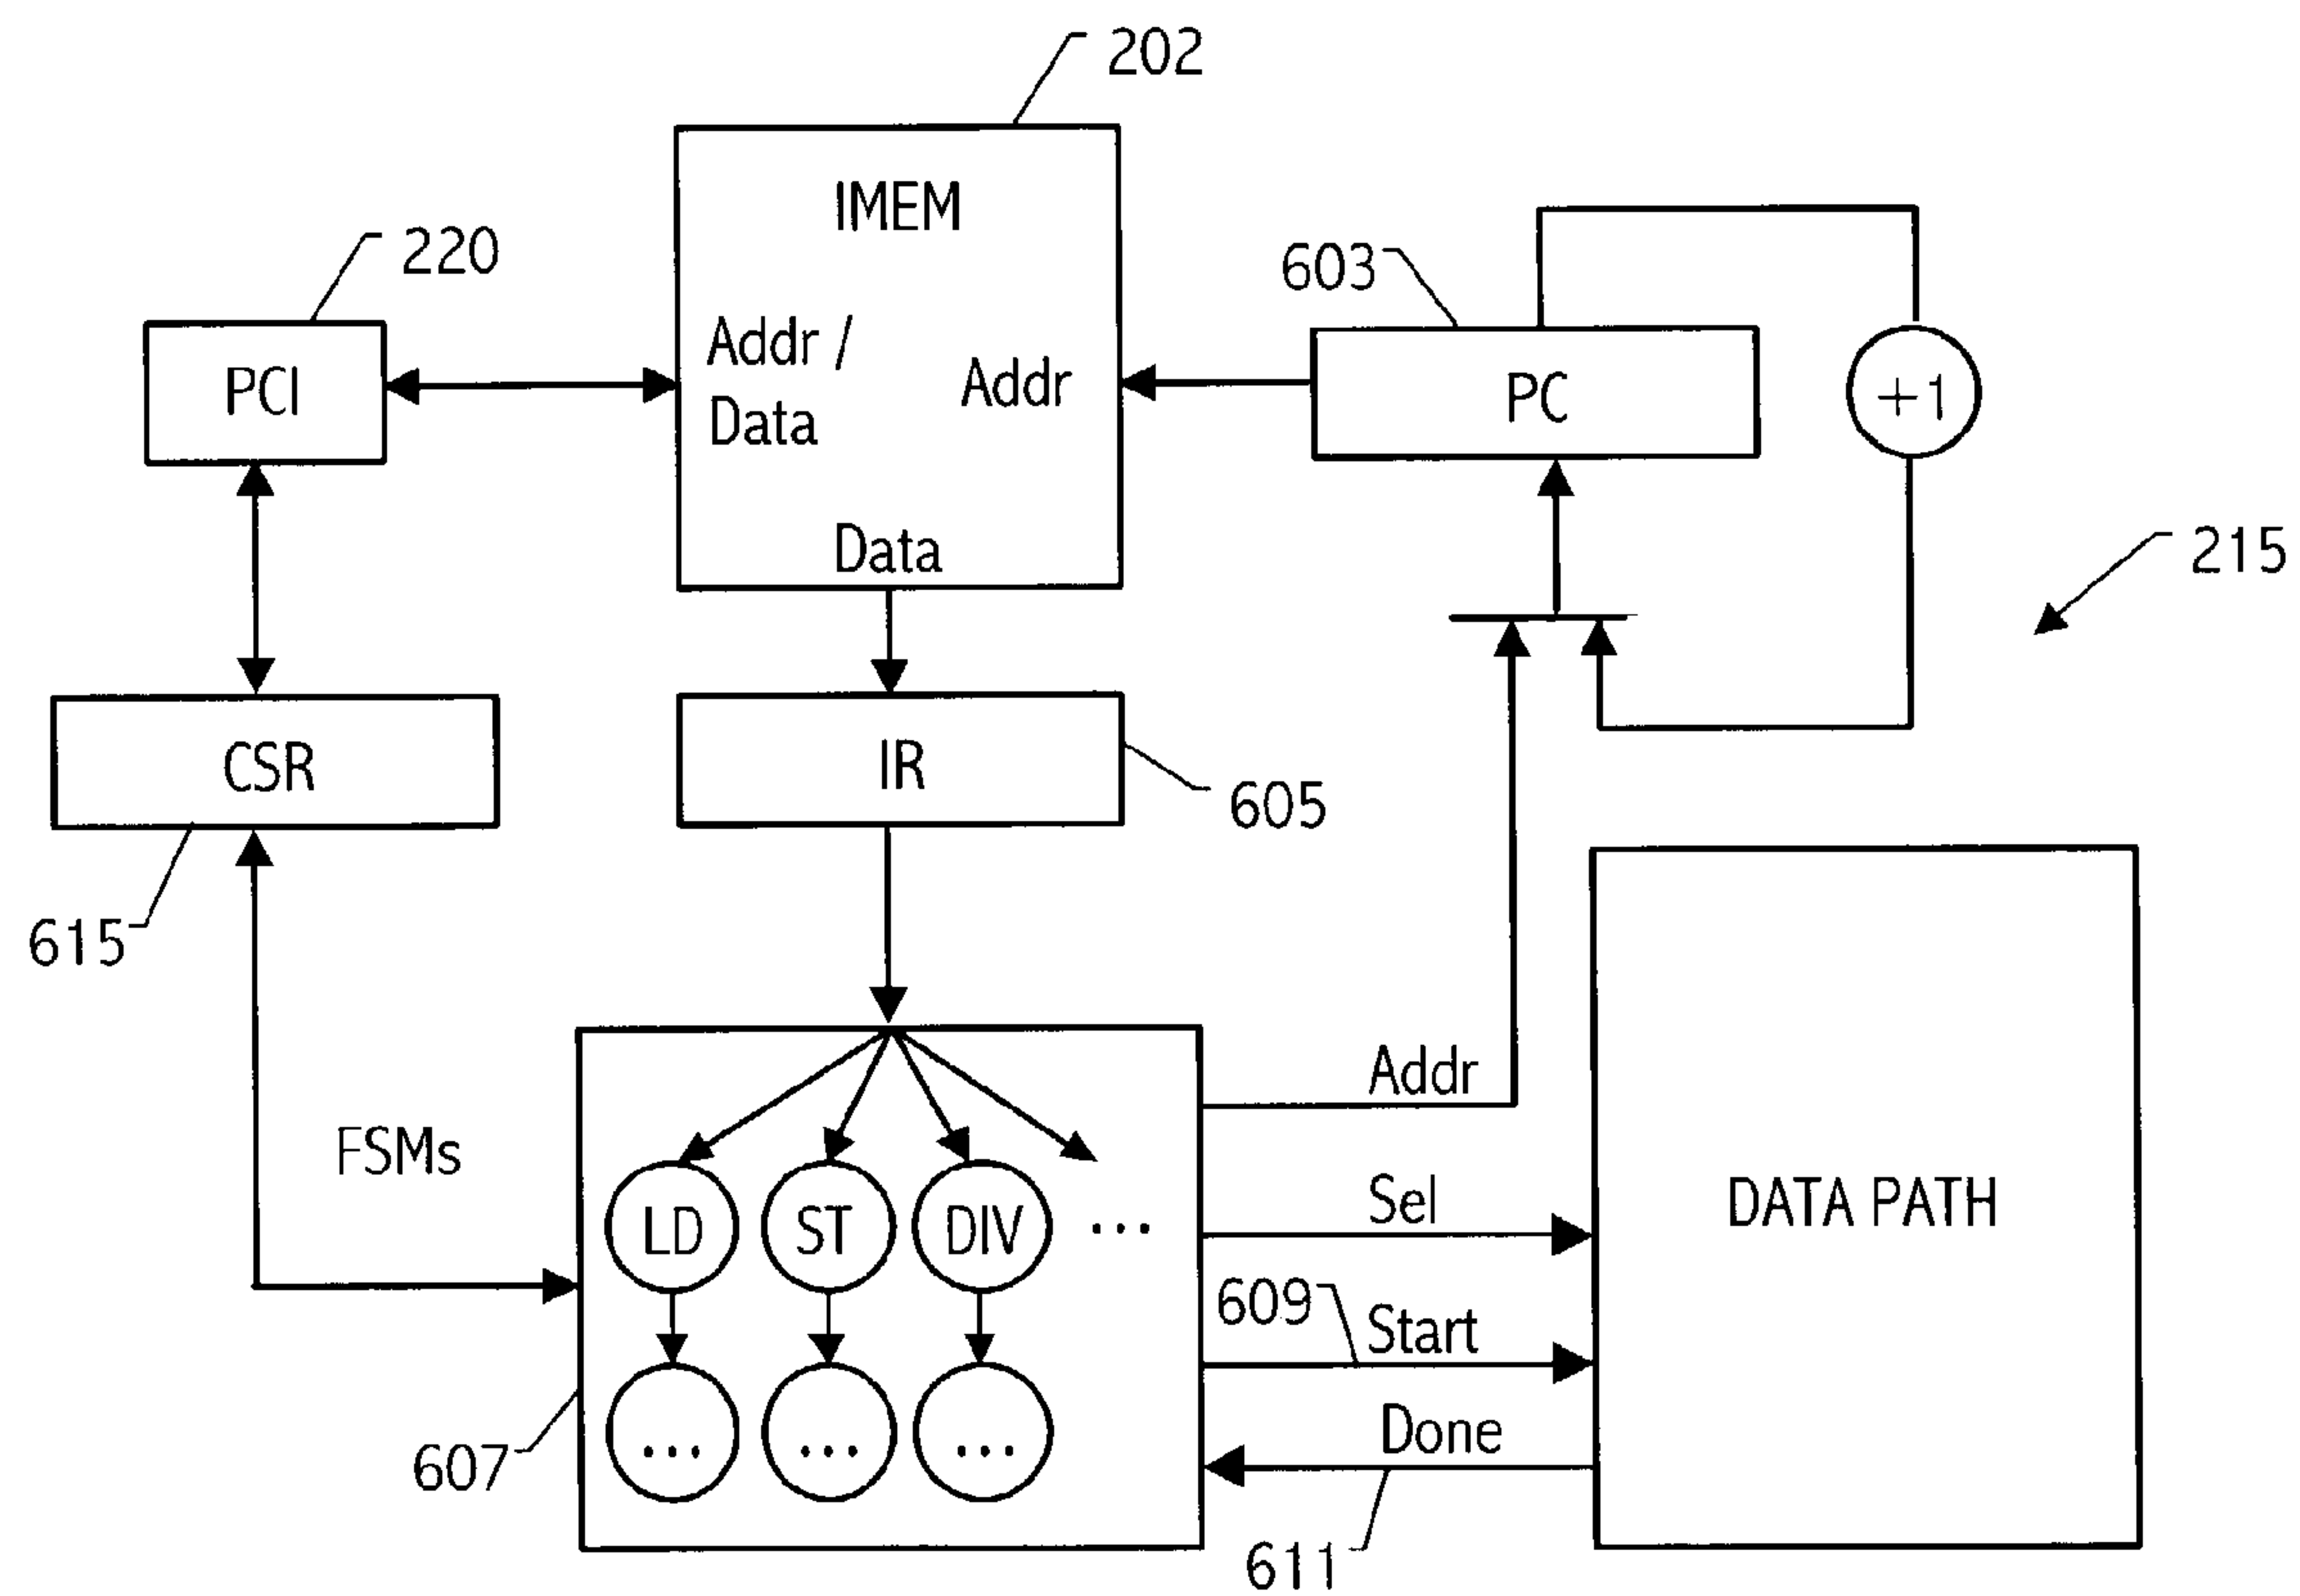 202
IMEM
220
603
Addr /
PCI
Addr
PC
+1
Data
Data
215
CSR
IR
605
615
Addr
FSMs
Sel
DATA PATH
LD
ST
DIV
...
609
Start
Done
...
...
...
607
611